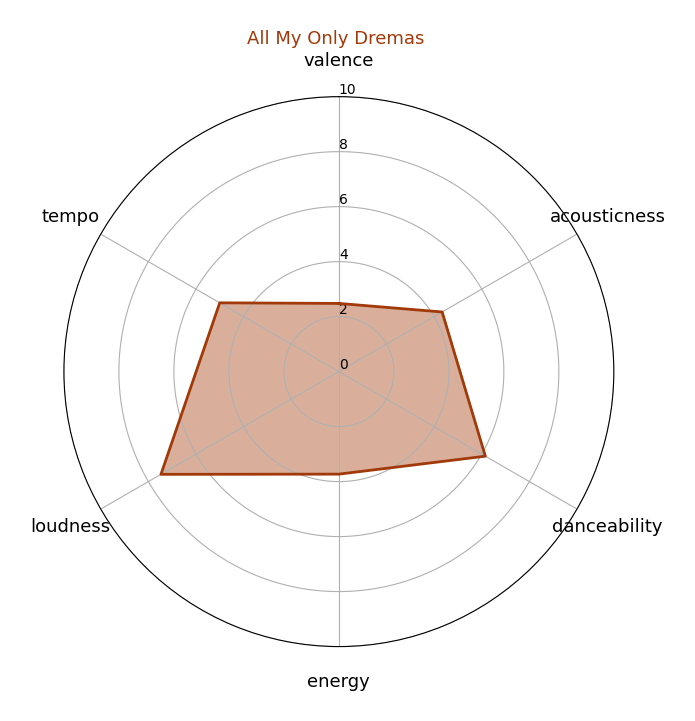 All My Only Dremas
valence
10
8
tempo
6
acousticness
4
2
0
loudness
danceability
energy